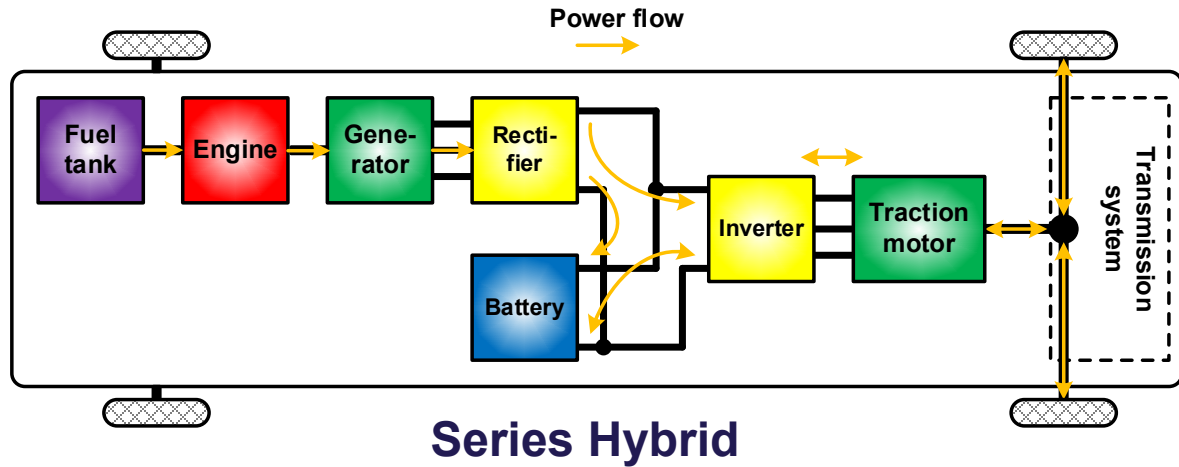 Power flow
Fuel
tank
Engine
Gene-
rator
Recti-
fier
Battery
Inverter
Traction
motor
Transmission
system
Series Hybrid